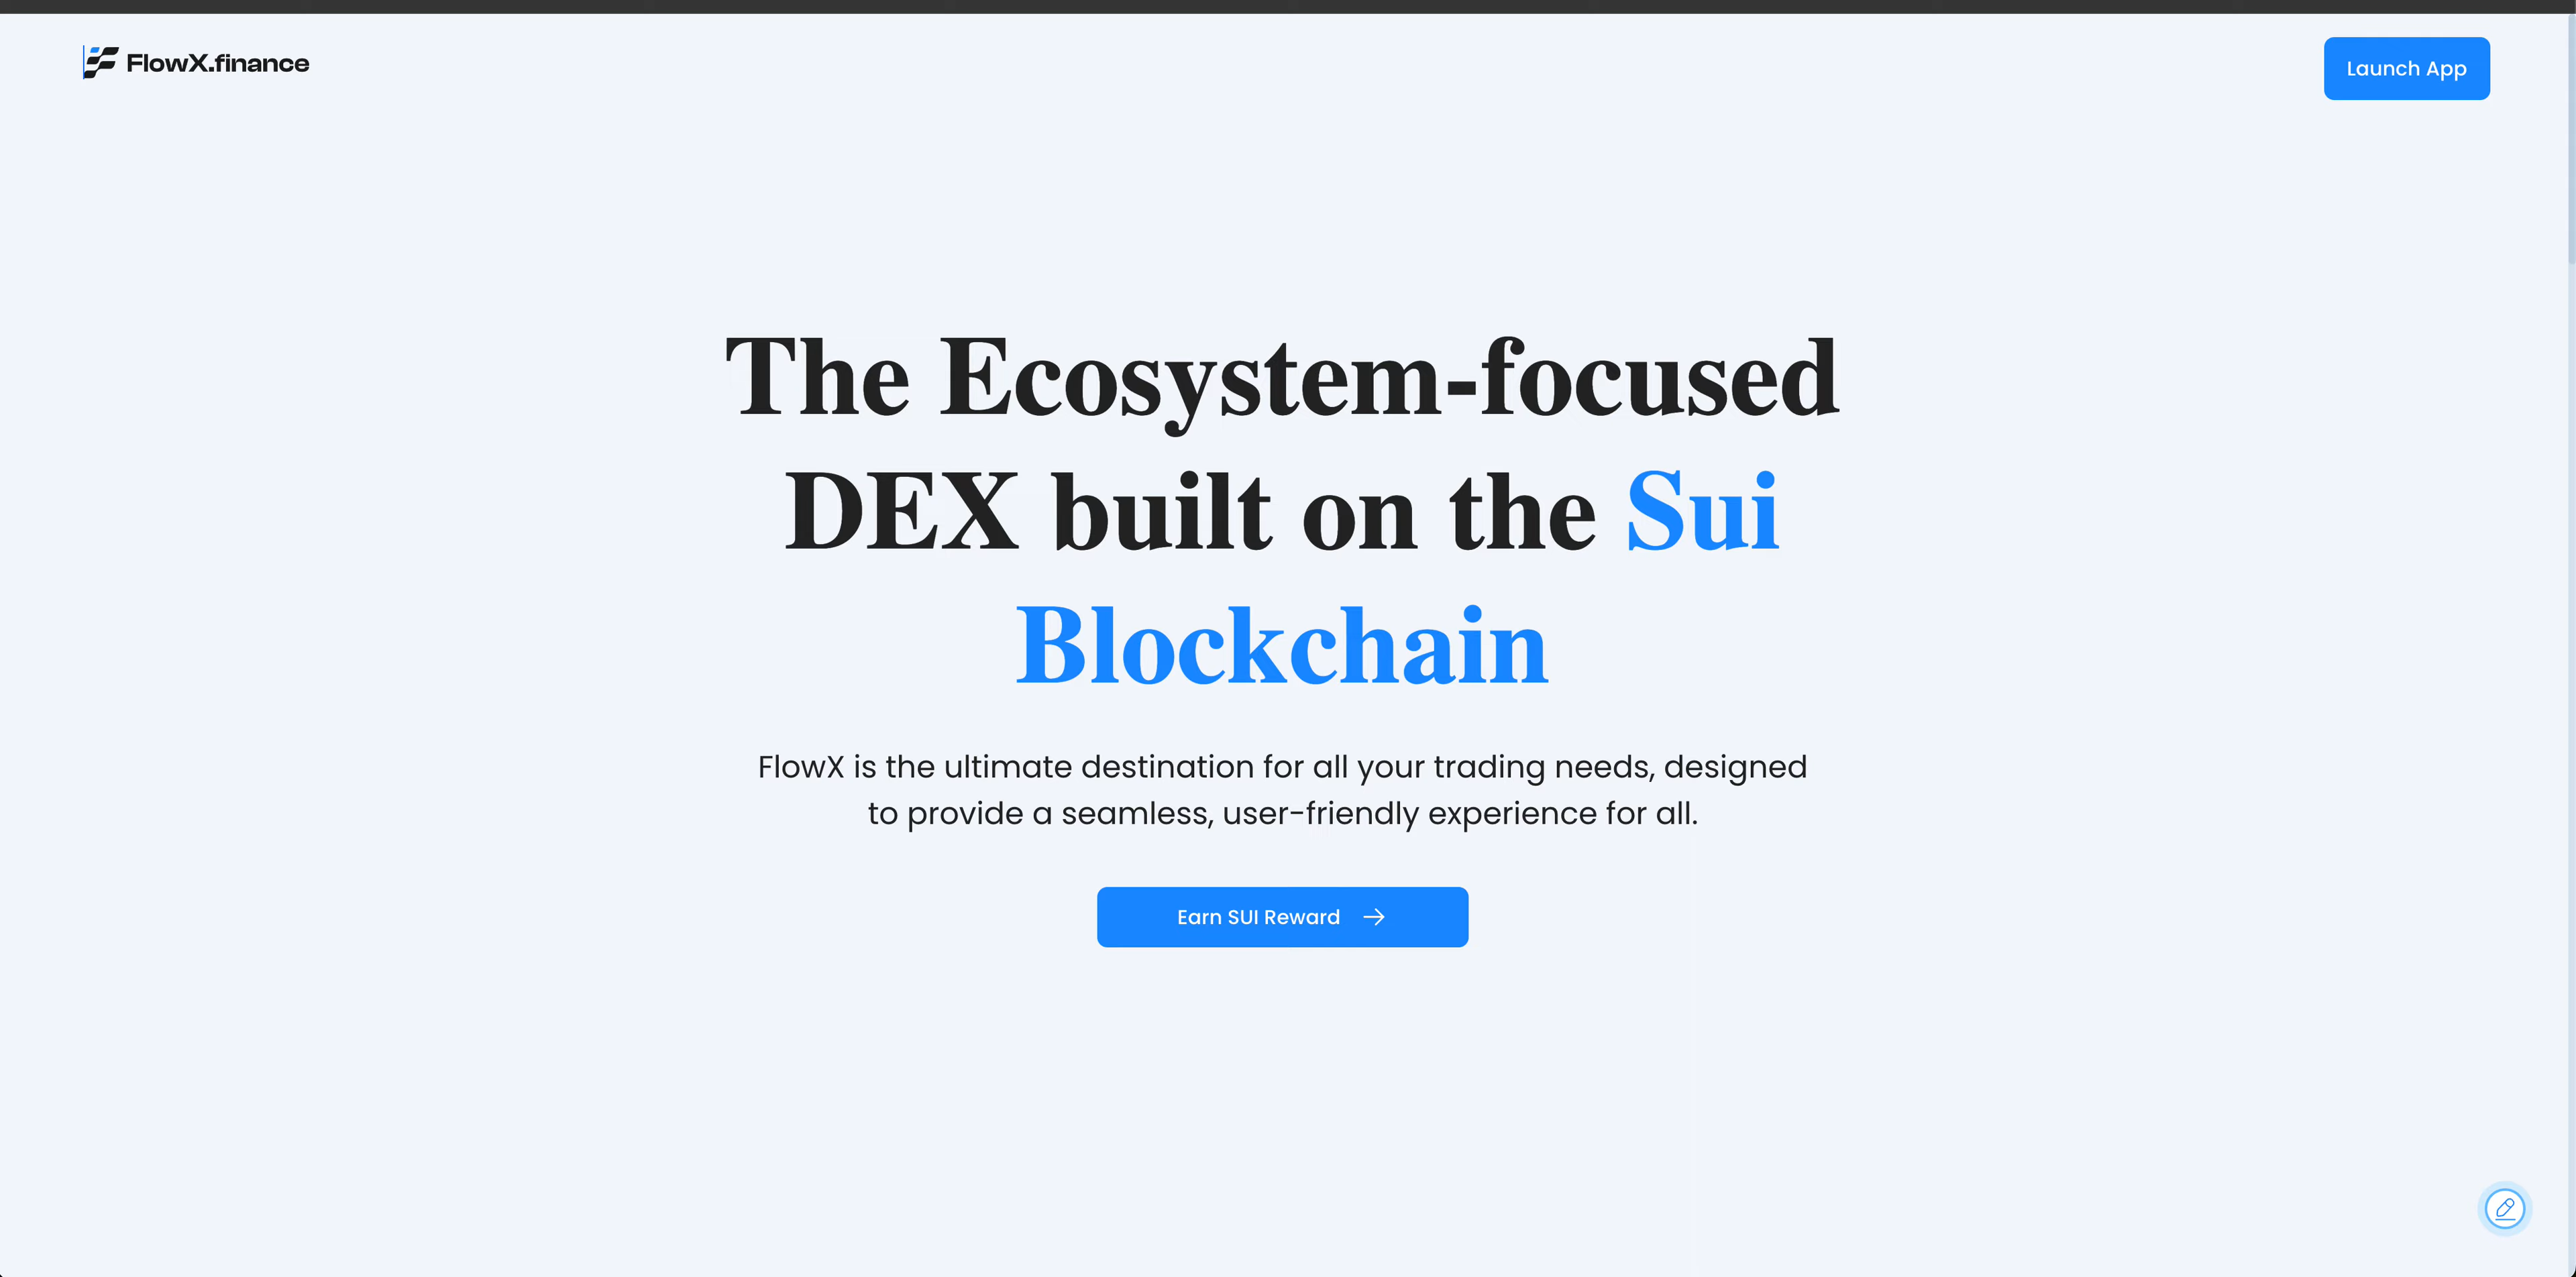 FlowX.finance
Launch App
The Ecosystem-focused
DEX built on the Sui
Blockchain
FlowX is the ultimate destination for all your trading needs, designed
to provide a seamless, user-friendly experience for all.
Earn SUI Reward